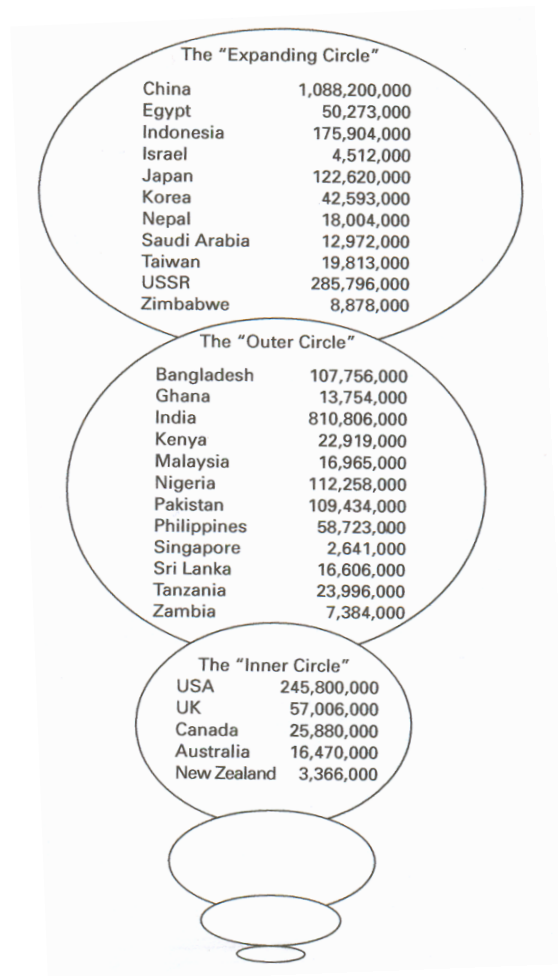 The “Expanding Circle”
China 1,088,200,000
Egypt 50,273,000
Indonesia 175,904,000
Israel 4,512,000
Japan 122,620,000
Korea 42,593,000
Nepal 18,004,000
Saudi Arabia 12,972,000
Taiwan 19,813,000
USSR 285,796,000
Zimbabwe 8,878,000
The “Outer Circle”
Bangladesh 107,756,000
Ghana 13,754,000
India 810,806,000
Kenya 22,919,000
Malaysia 16,965,000
Nigeria 112,258,000
Pakistan 109,434,000
Philippines 58,723,000
Singapore 2,641,000
Sri Lanka 16,606,000
Tanzania 23,996,000
Zambia 7,384,000
The “Inner Circle”
USA 245,800,000
UK 57,006,000
Canada 25,880,000
Australia 16,470,000
New Zealand 3,366,000